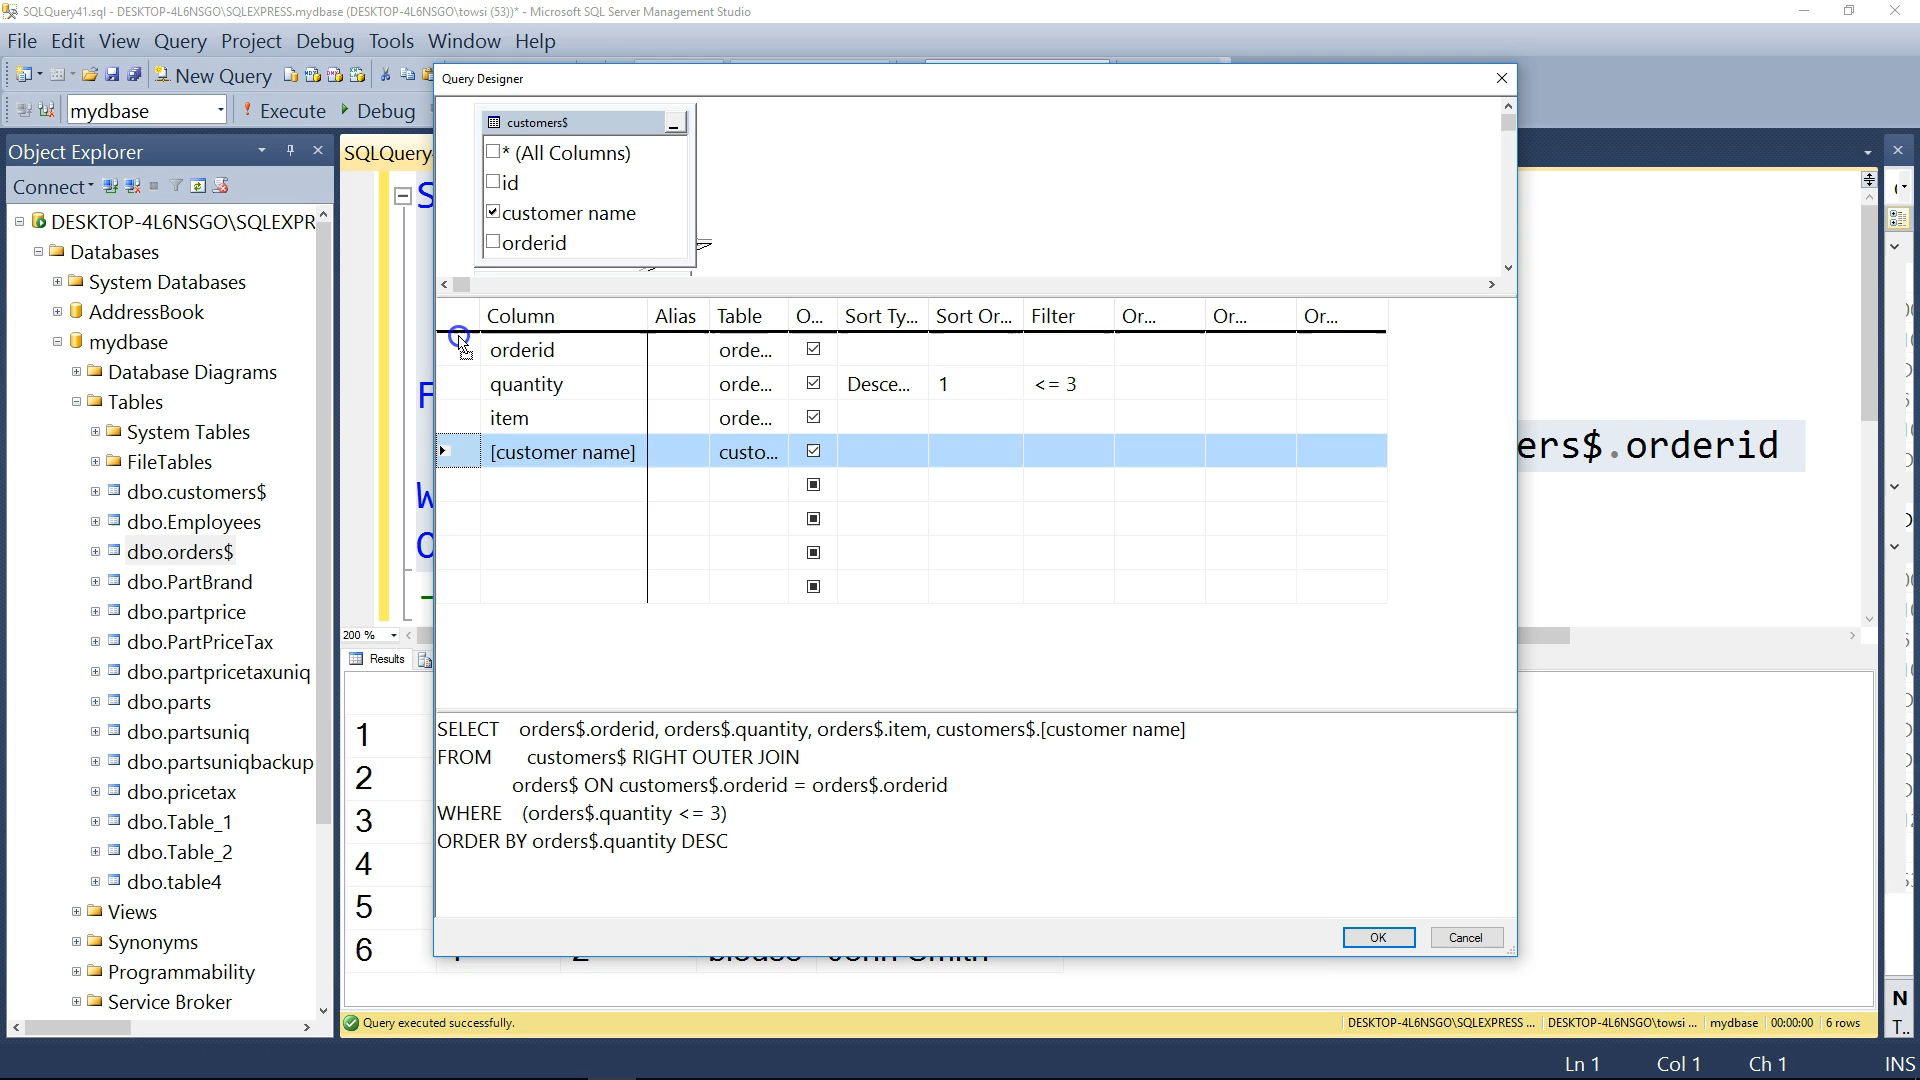 SQLQuery41.sql - DESKTOP-4L6NSGO\SQLEXPRESS.mydbase (DESKTOP-4L6NSGO\towsi (53))* - Microsoft SQL Server Management Studio
File Edit View Query Project Debug Tools Window Help
New Query
mydbase Execute Debug
Query Designer
customers$
* (All Columns)
id
customer name
orderid
Object Explorer
Connect
DESKTOP-4L6NSGO\SQLEXPR
Databases
System Databases
AddressBook
mydbase
Database Diagrams
Tables
System Tables
FileTables
dbo.customers$
dbo.Employees
dbo.orders$
dbo.PartBrand
dbo.partprice
dbo.PartPriceTax
dbo.partpricetaxuniq
dbo.parts
dbo.partsuniq
dbo.partsuniqbackup
dbo.pricetax
dbo.Table_1
dbo.Table_2
dbo.table4
Views
Synonyms
Programmability
Service Broker
SQLQuery
S
F
W
O
ers$.orderid
200 %
Results
Column Alias Table O... Sort Ty... Sort Or... Filter Or... Or... Or...
orderid orde...
quantity orde... Desce... 1 <= 3
item orde...
[customer name] custo...
SELECT orders$.orderid, orders$.quantity, orders$.item, customers$.[customer name]
FROM customers$ RIGHT OUTER JOIN
orders$ ON customers$.orderid = orders$.orderid
WHERE (orders$.quantity <= 3)
ORDER BY orders$.quantity DESC
OK Cancel
1
2
3
4
5
6
Query executed successfully.
DESKTOP-4L6NSGO\SQLEXPRESS ... DESKTOP-4L6NSGO\towsi ... mydbase 00:00:00 6 rows
N
T..
Ln 1 Col 1 Ch 1 INS